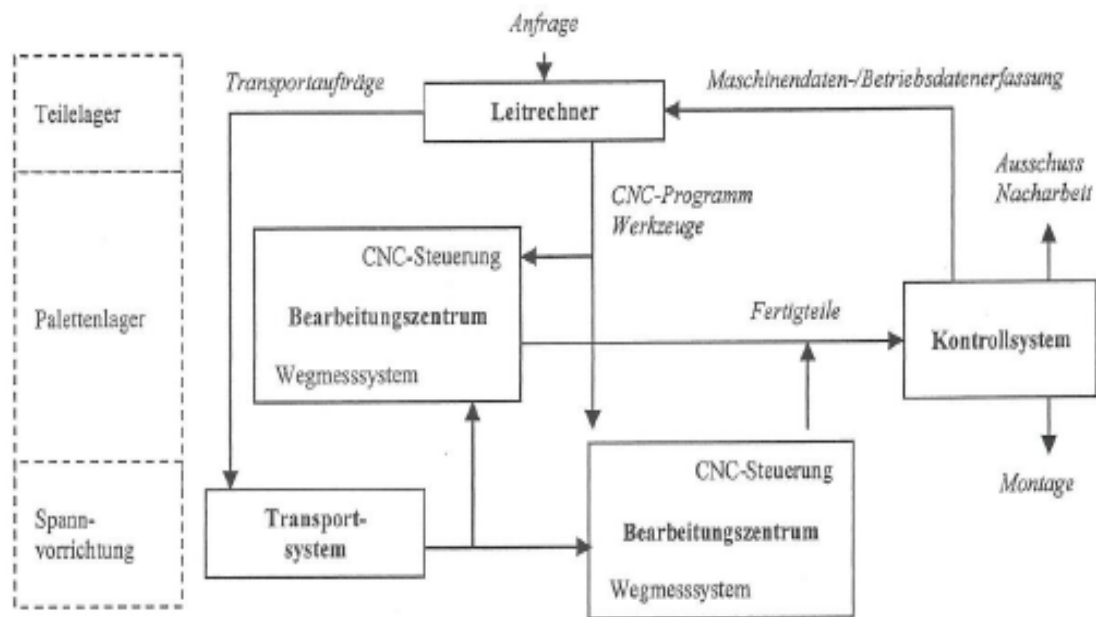 Anfrage
Transportaufträge
Maschinendaten-/Betriebsdatenerfassung
Teilelager
Leitrechner
Ausschuss
Nacharbeit
CNC-Programm
Werkzeuge
CNC-Steuerung
Palettenlager
Bearbeitungszentrum
Fertigteile
Kontrollsystem
Wegmesssystem
CNC-Steuerung
Montage
Spann-
vorrichtung
Transport-
system
Bearbeitungszentrum
Wegmesssystem